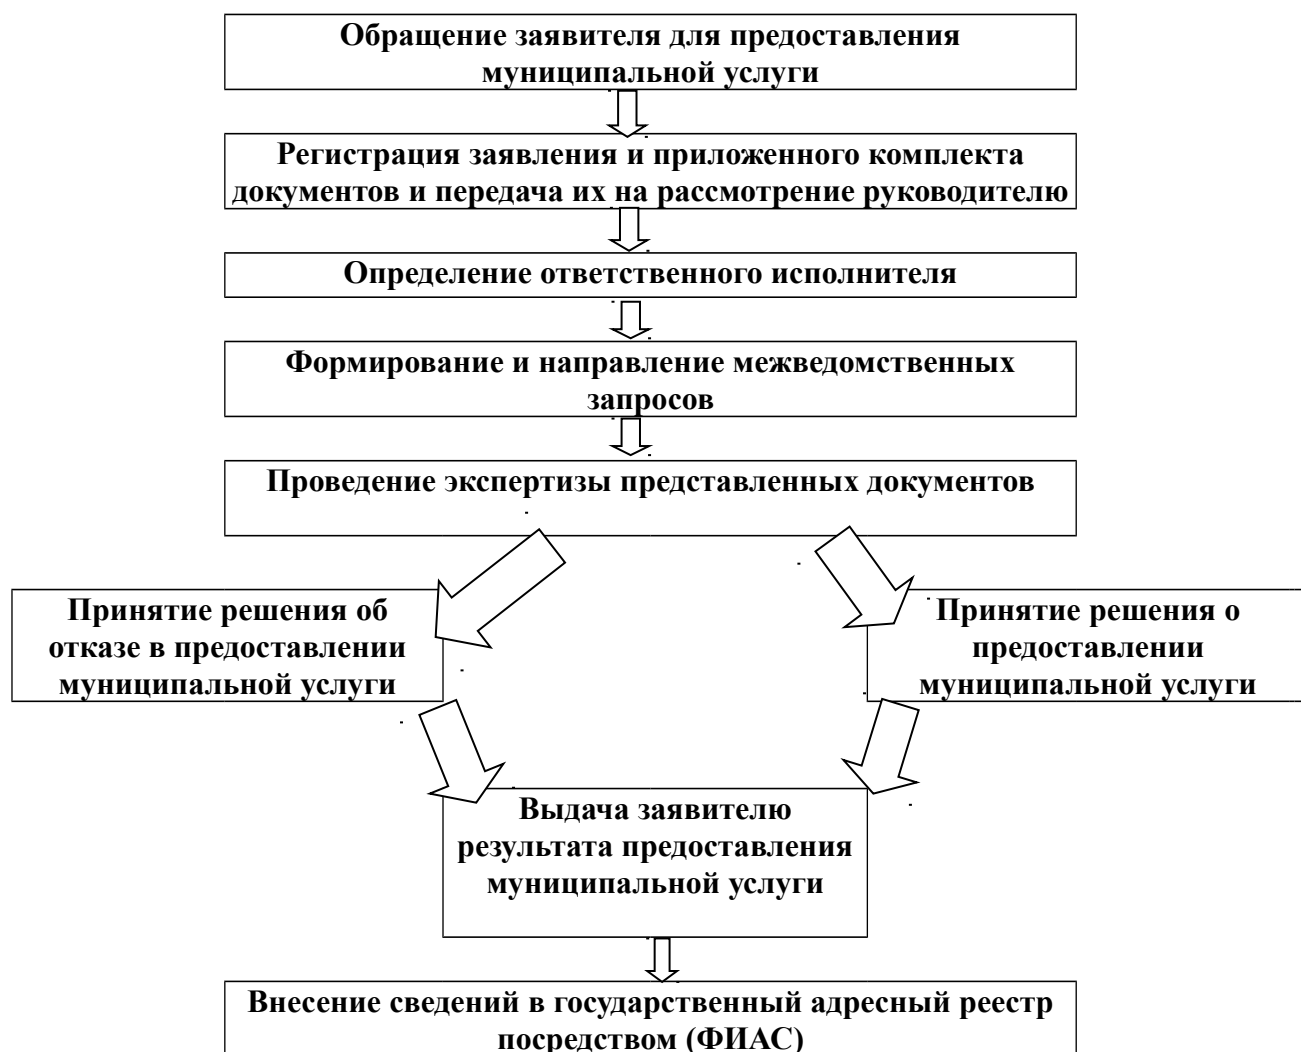 Обращение заявителя для предоставления
муниципальной услуги
Регистрация заявления и приложенного комплекта
документов и передача их на рассмотрение руководителю
Определение ответственного исполнителя
Формирование и направление межведомственных
запросов
Проведение экспертизы представленных документов
Принятие решения об
отказе в предоставлении
муниципальной услуги
Принятие решения о
предоставлении
муниципальной услуги
Выдача заявителю
результата предоставления
муниципальной услуги
Внесение сведений в государственный адресный реестр
посредством (ФИАС)